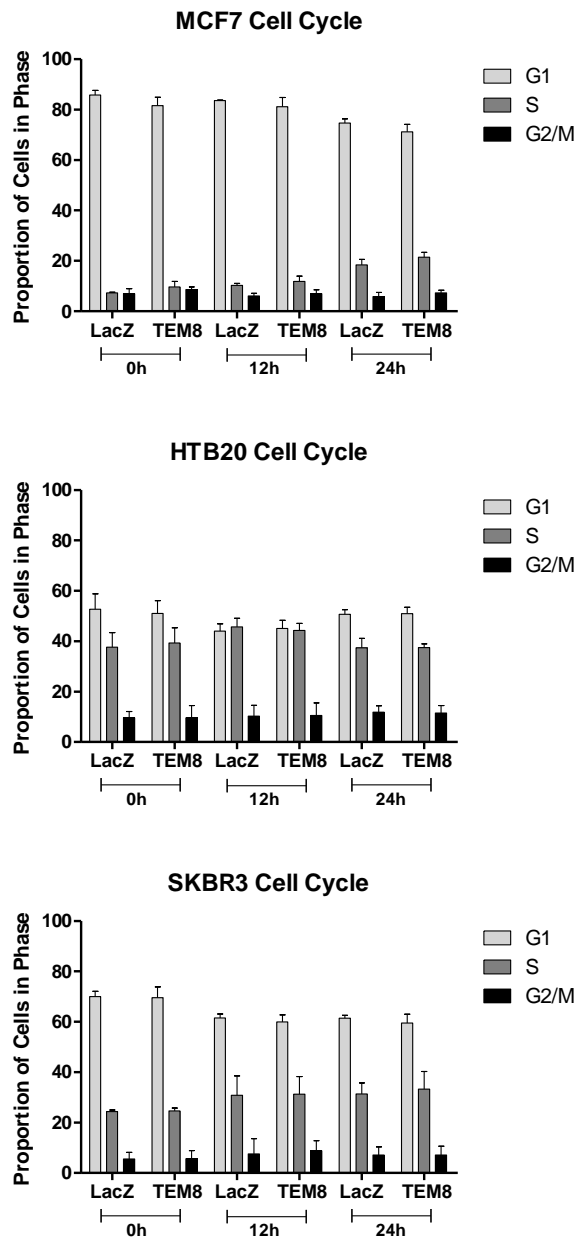 MCF7 Cell Cycle
Proportion of Cells in Phase
100
80
60
40
20
0
LacZ TEM8 LacZ TEM8 LacZ TEM8
0h 12h 24h
G1
S
G2/M
HTB20 Cell Cycle
Proportion of Cells in Phase
100
80
60
40
20
0
LacZ TEM8 LacZ TEM8 LacZ TEM8
0h 12h 24h
G1
S
G2/M
SKBR3 Cell Cycle
Proportion of Cells in Phase
100
80
60
40
20
0
LacZ TEM8 LacZ TEM8 LacZ TEM8
0h 12h 24h
G1
S
G2/M